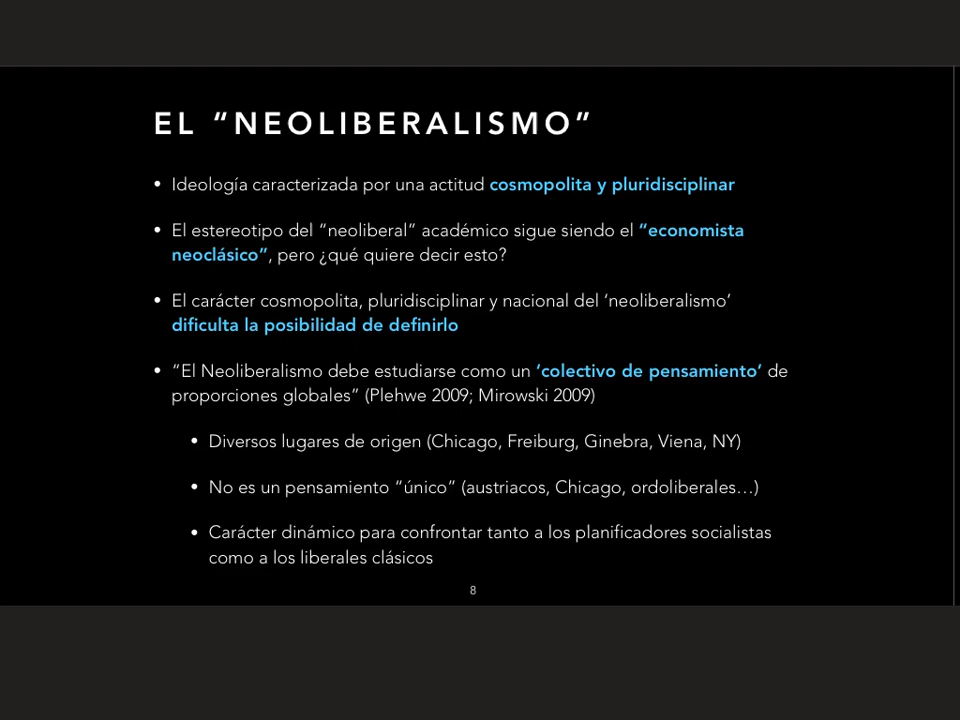 EL “NEOLIBERALISMO”
• Ideología caracterizada por una actitud cosmopolita y pluridisciplinar
• El estereotipo del “neoliberal“ académico sigue siendo el “economista
neoclásico”, pero ¿qué quiere decir esto?
• El carácter cosmopolita, pluridisciplinar y nacional del ‘neoliberalismo’
dificulta la posibilidad de definirlo
• “El Neoliberalismo debe estudiarse como un ‘colectivo de pensamiento’ de
proporciones globales” (Plehwe 2009; Mirowski 2009)
• Diversos lugares de origen (Chicago, Freiburg, Ginebra, Viena, NY)
• No es un pensamiento “único” (austriacos, Chicago, ordoliberales…)
• Carácter dinámico para confrontar tanto a los planificadores socialistas
como a los liberales clásicos
8